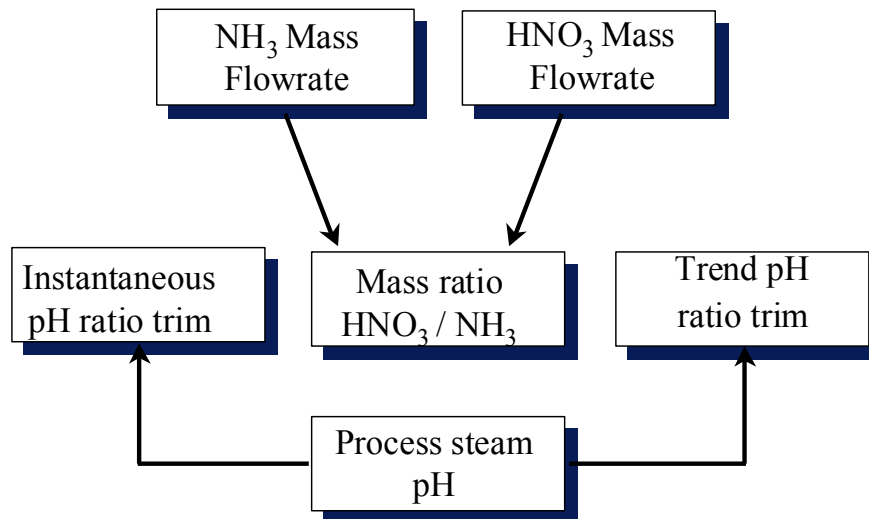 NH₃ Mass
Flowrate
HNO₃ Mass
Flowrate
Instantaneous
pH ratio trim
Mass ratio
HNO₃ / NH₃
Trend pH
ratio trim
Process steam
pH